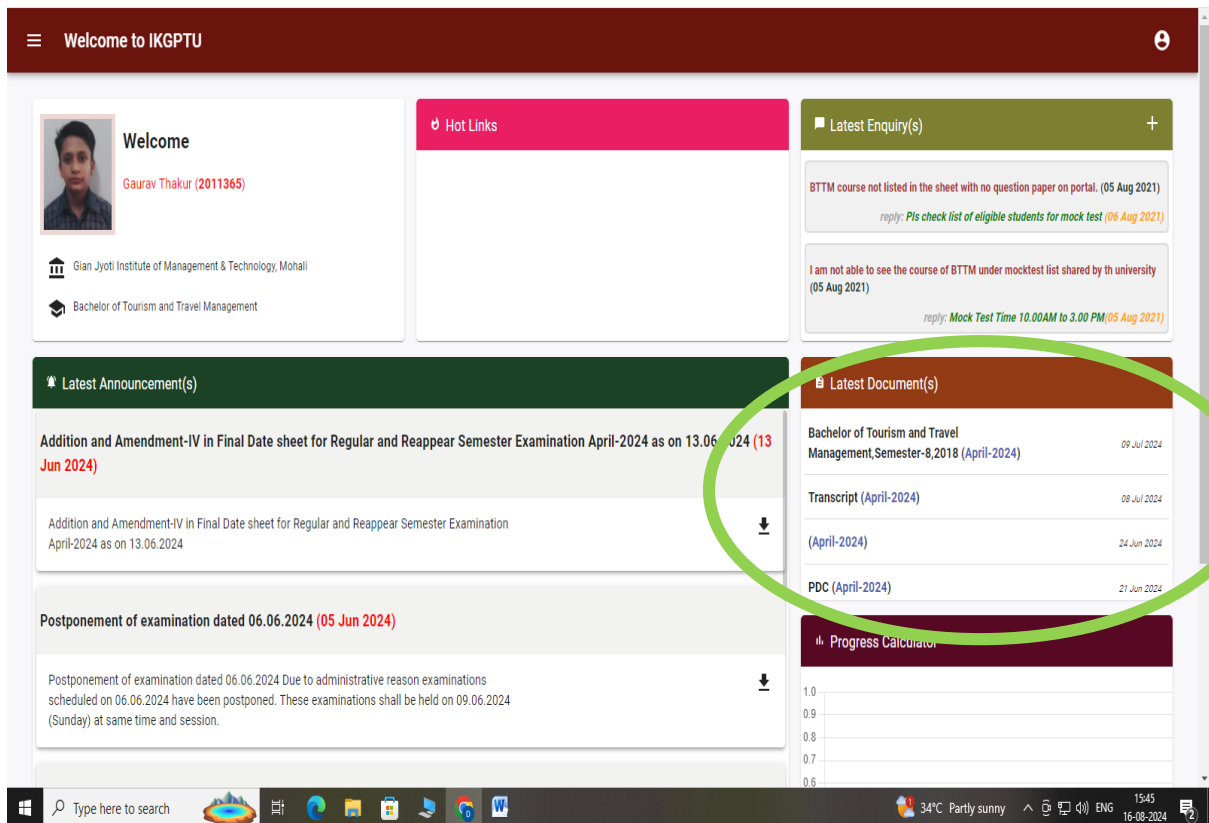 Welcome to IKGPTU
Welcome
Gaurav Thakur (2011365)
Gian Jyoti Institute of Management & Technology, Mohali
Bachelor of Tourism and Travel Management
Hot Links
Latest Enquiry(s)
BTTM course not listed in the sheet with no question paper on portal. (05 Aug 2021)
reply: Pls check list of eligible students for mock test (06 Aug 2021)
I am not able to see the course of BTTM under mocktest list shared by th university
(05 Aug 2021)
reply: Mock Test Time 10.00AM to 3.00 PM(05 Aug 2021)
Latest Announcement(s)
Addition and Amendment-IV in Final Date sheet for Regular and Reappear Semester Examination April-2024 as on 13.06.2024 (13
Jun 2024)
Addition and Amendment-IV in Final Date sheet for Regular and Reappear Semester Examination
April-2024 as on 13.06.2024
Postponement of examination dated 06.06.2024 (05 Jun 2024)
Postponement of examination dated 06.06.2024 Due to administrative reason examinations
scheduled on 06.06.2024 have been postponed. These examinations shall be held on 09.06.2024
(Sunday) at same time and session.
Latest Document(s)
Bachelor of Tourism and Travel
Management,Semester-8,2018 (April-2024)
09 Jul 2024
Transcript (April-2024) 08 Jul 2024
(April-2024) 24 Jun 2024
PDC (April-2024) 21 Jun 2024
Progress Calculator
1.0
0.9
0.8
0.7
0.6
Type here to search
34°C Partly sunny
ENG
15:45
16-08-2024
2